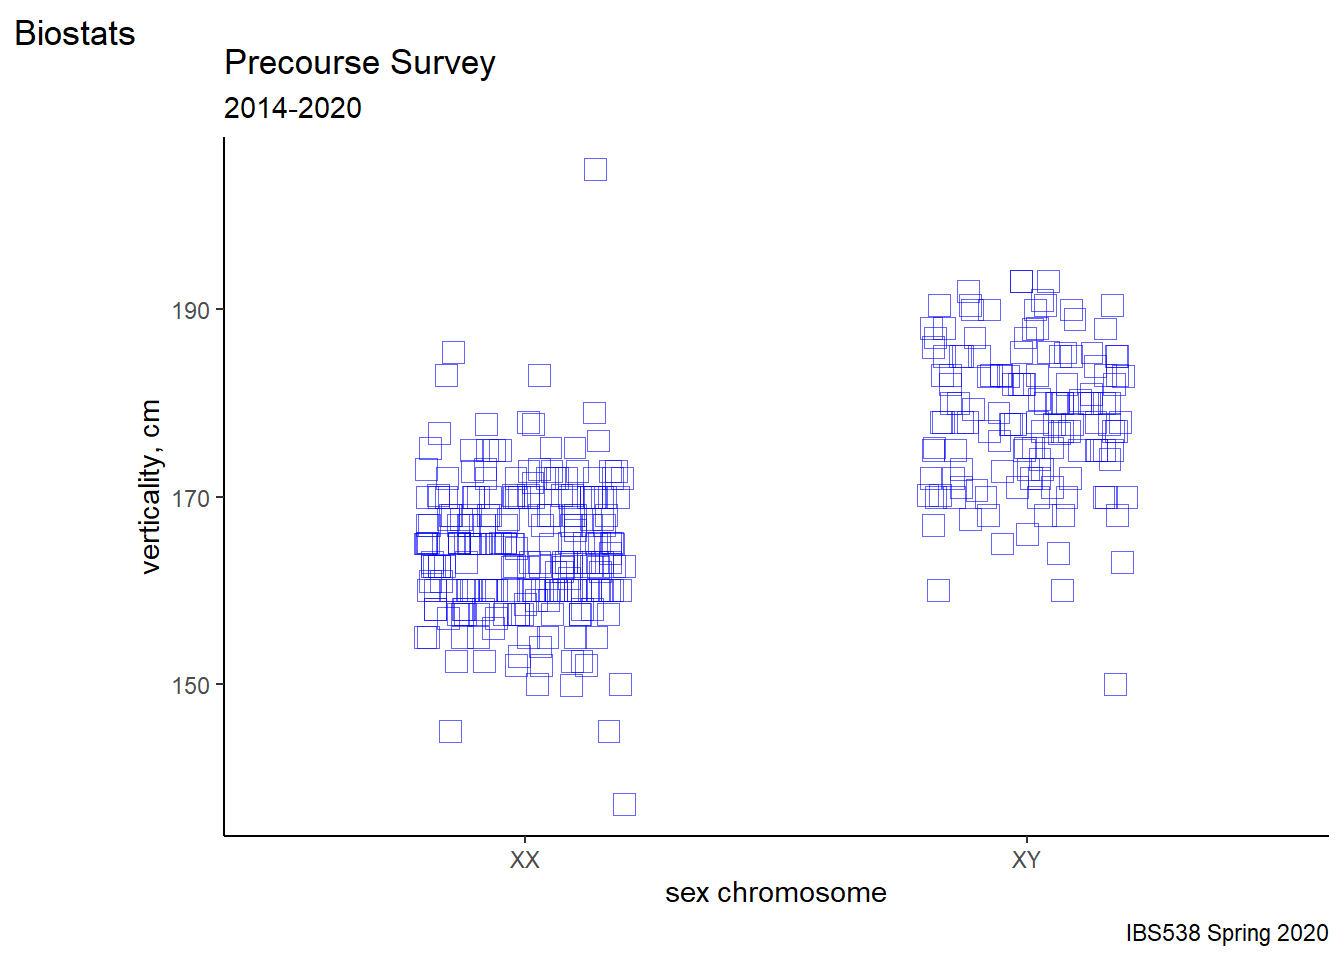 Biostats
Precourse Survey
2014-2020
190
170
150
verticality, cm
XX
XY
sex chromosome
IBS538 Spring 2020